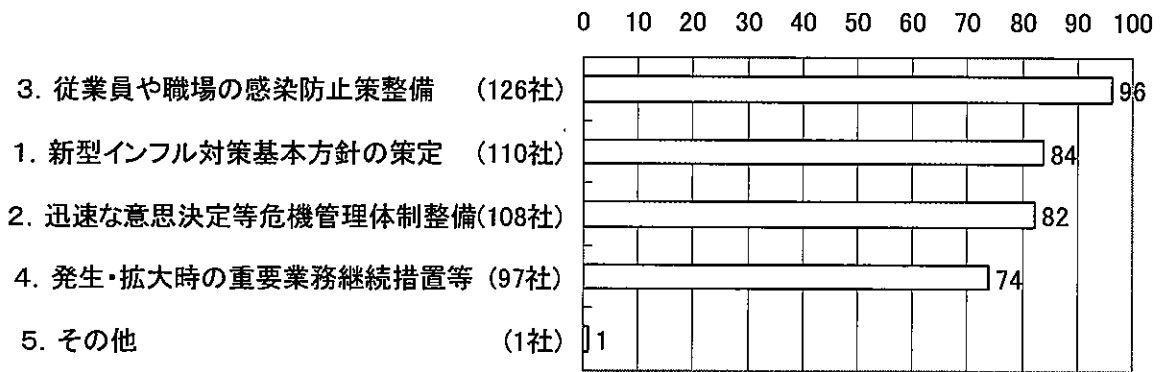 0 10 20 30 40 50 60 70 80 90 100
3. 従業員や職場の感染防止策整備 (126社) 96
1. 新型インフル対策基本方針の策定 (110社) 84
2. 迅速な意思決定等危機管理体制整備(108社) 82
4. 発生・拡大時の重要業務継続措置等 (97社) 74
5. その他 (1社) 1